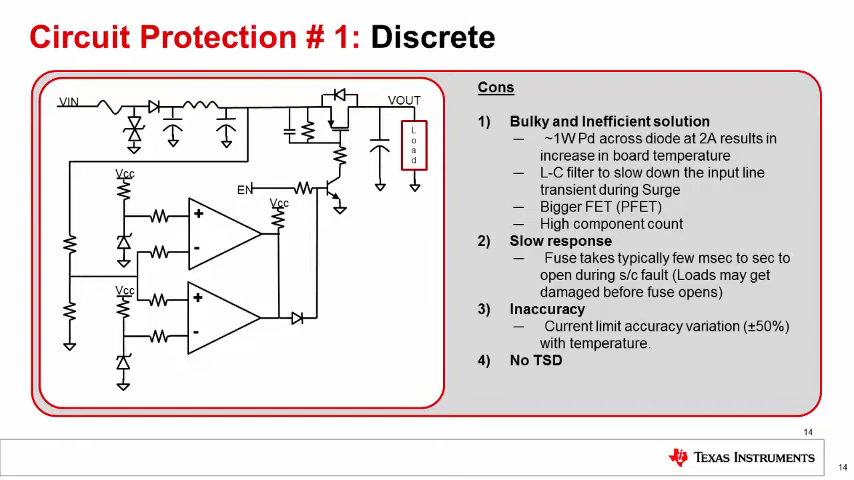 Circuit Protection # 1: Discrete
VIN
VOUT
Load
Vcc
EN
Vcc
+
-
Vcc
+
-
Cons
1) Bulky and Inefficient solution
— ~1W Pd across diode at 2A results in
increase in board temperature
— L-C filter to slow down the input line
transient during Surge
— Bigger FET (PFET)
— High component count
2) Slow response
— Fuse takes typically few msec to sec to
open during s/c fault (Loads may get
damaged before fuse opens)
3) Inaccuracy
— Current limit accuracy variation (±50%)
with temperature.
4) No TSD
14
TEXAS INSTRUMENTS
14